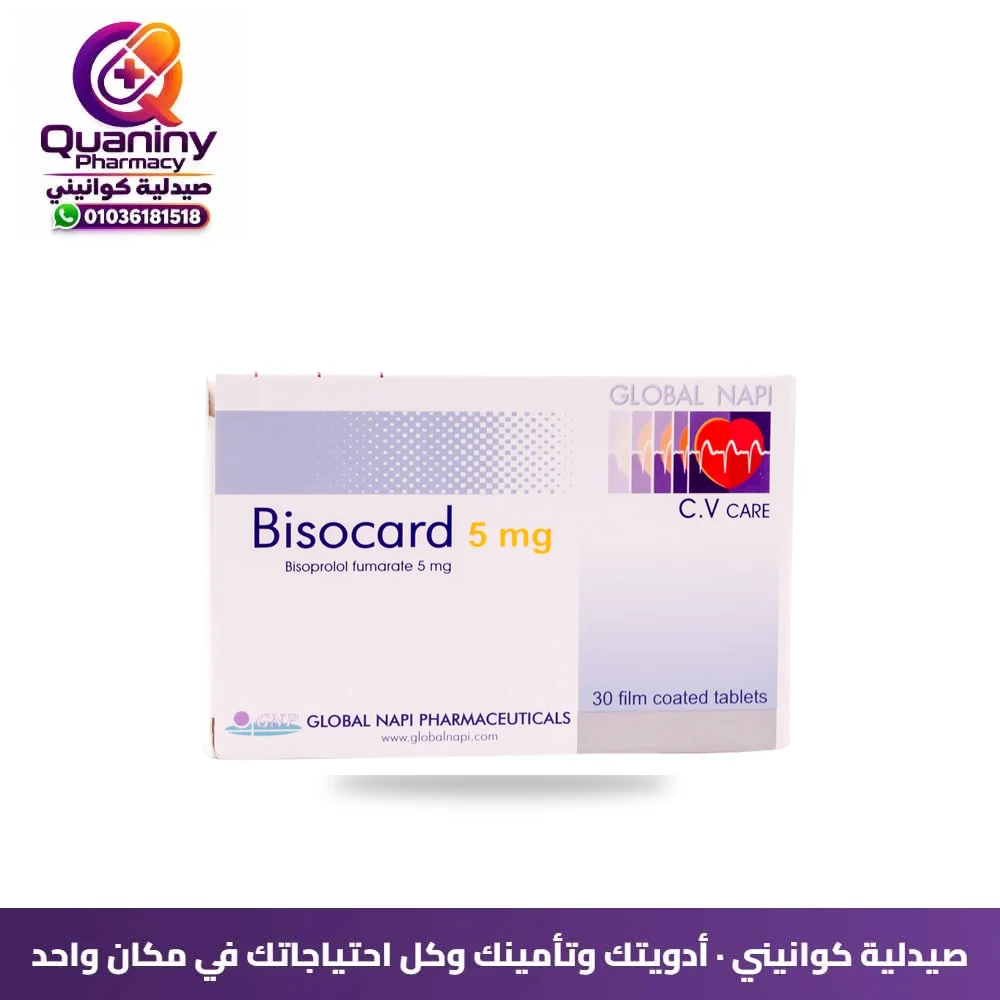 Quaniny
Pharmacy
صيدلية كوانيني
01036181518
GLOBAL NAPI
C.V CARE
Bisocard 5 mg
Bisoprolol fumarate 5 mg
30 film coated tablets
GNP GLOBAL NAPI PHARMACEUTICALS
www.globalnapi.com
صيدلية كوانيني · أدويتك وتأمينك وكل احتياجاتك في مكان واحد